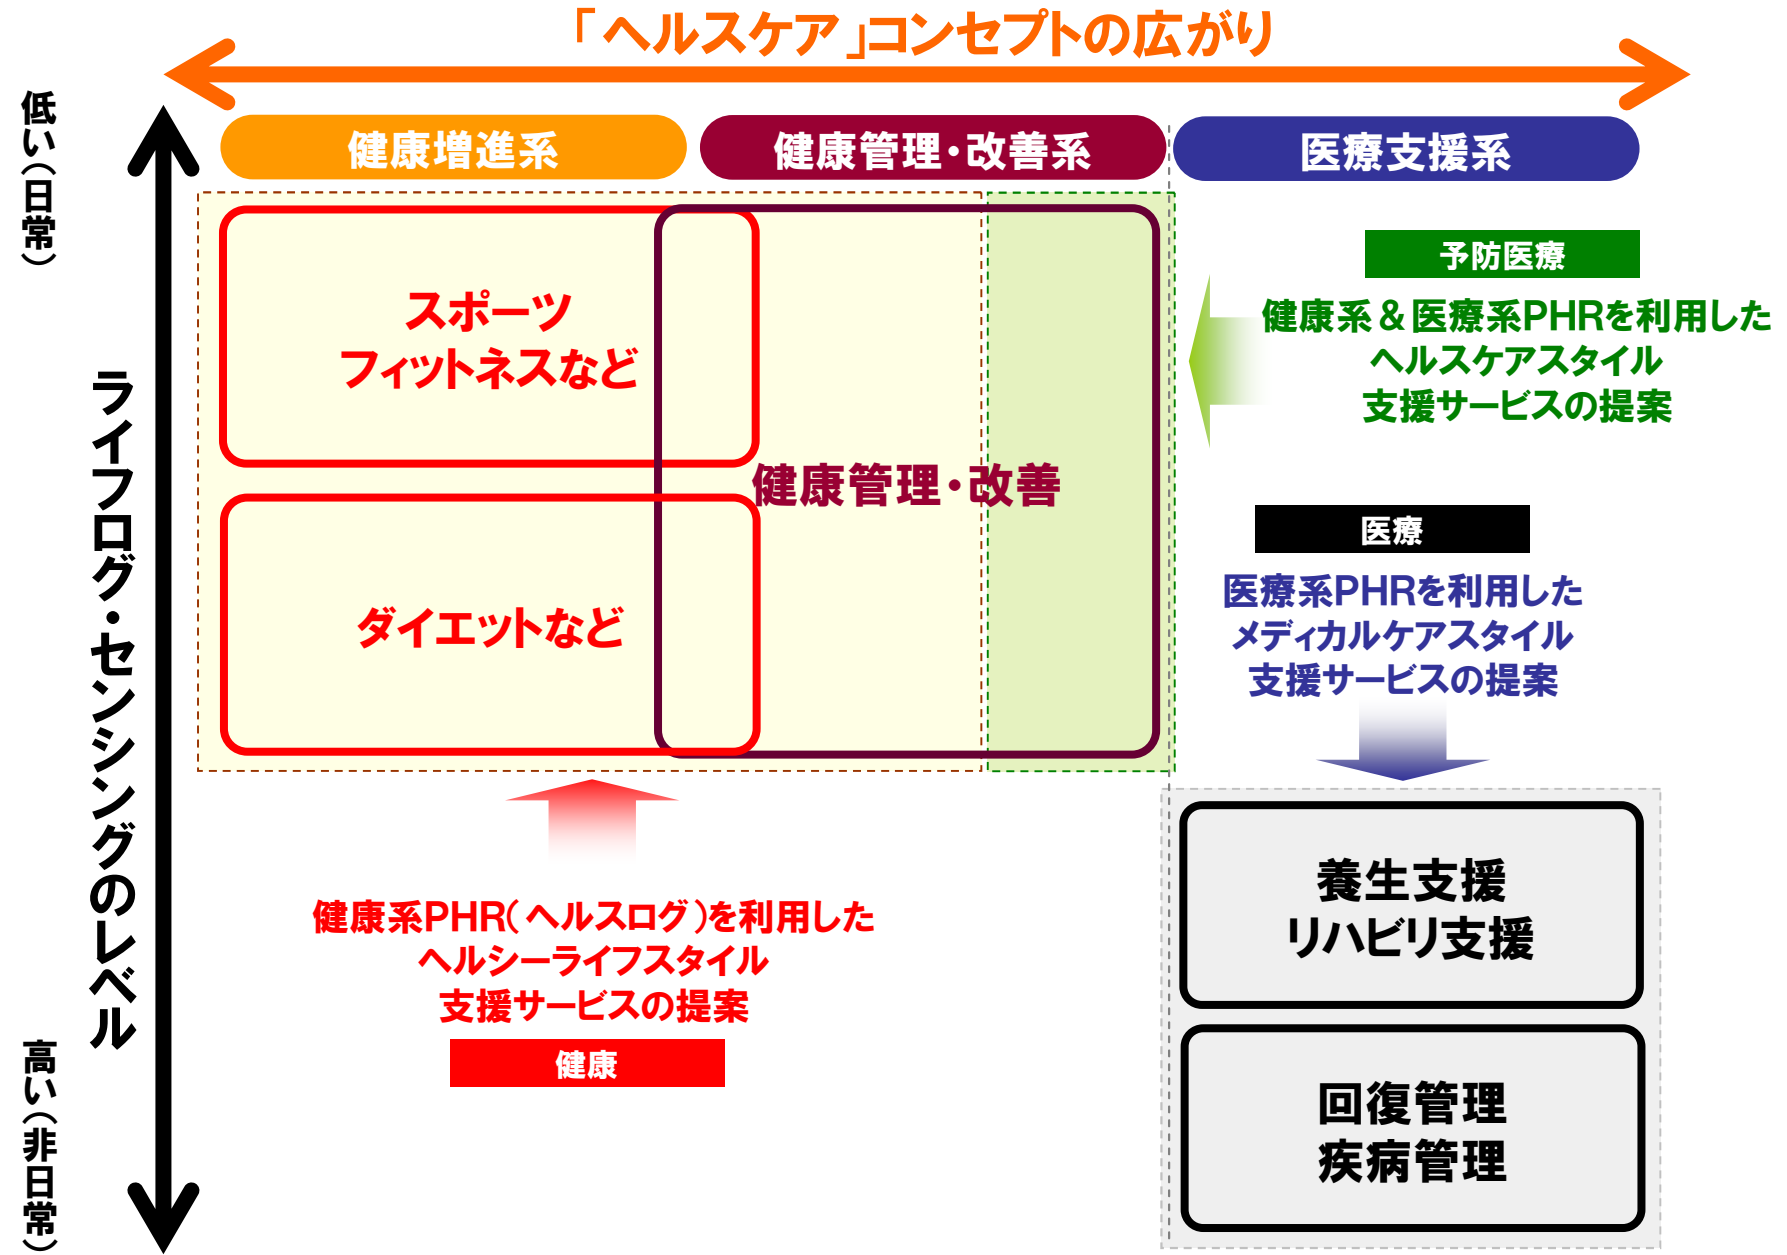 「ヘルスケア」コンセプトの広がり
低い(日常)
健康増進系
健康管理・改善系
医療支援系
ライフログ・センシングのレベル
スポーツ
フィットネスなど
健康管理・改善
ダイエットなど
予防医療
健康系&医療系PHRを利用した
ヘルスケアスタイル
支援サービスの提案
医療
医療系PHRを利用した
メディカルケアスタイル
支援サービスの提案
健康系PHR(ヘルスログ)を利用した
ヘルシーライフスタイル
支援サービスの提案
健康
養生支援
リハビリ支援
回復管理
疾病管理
高い(非日常)